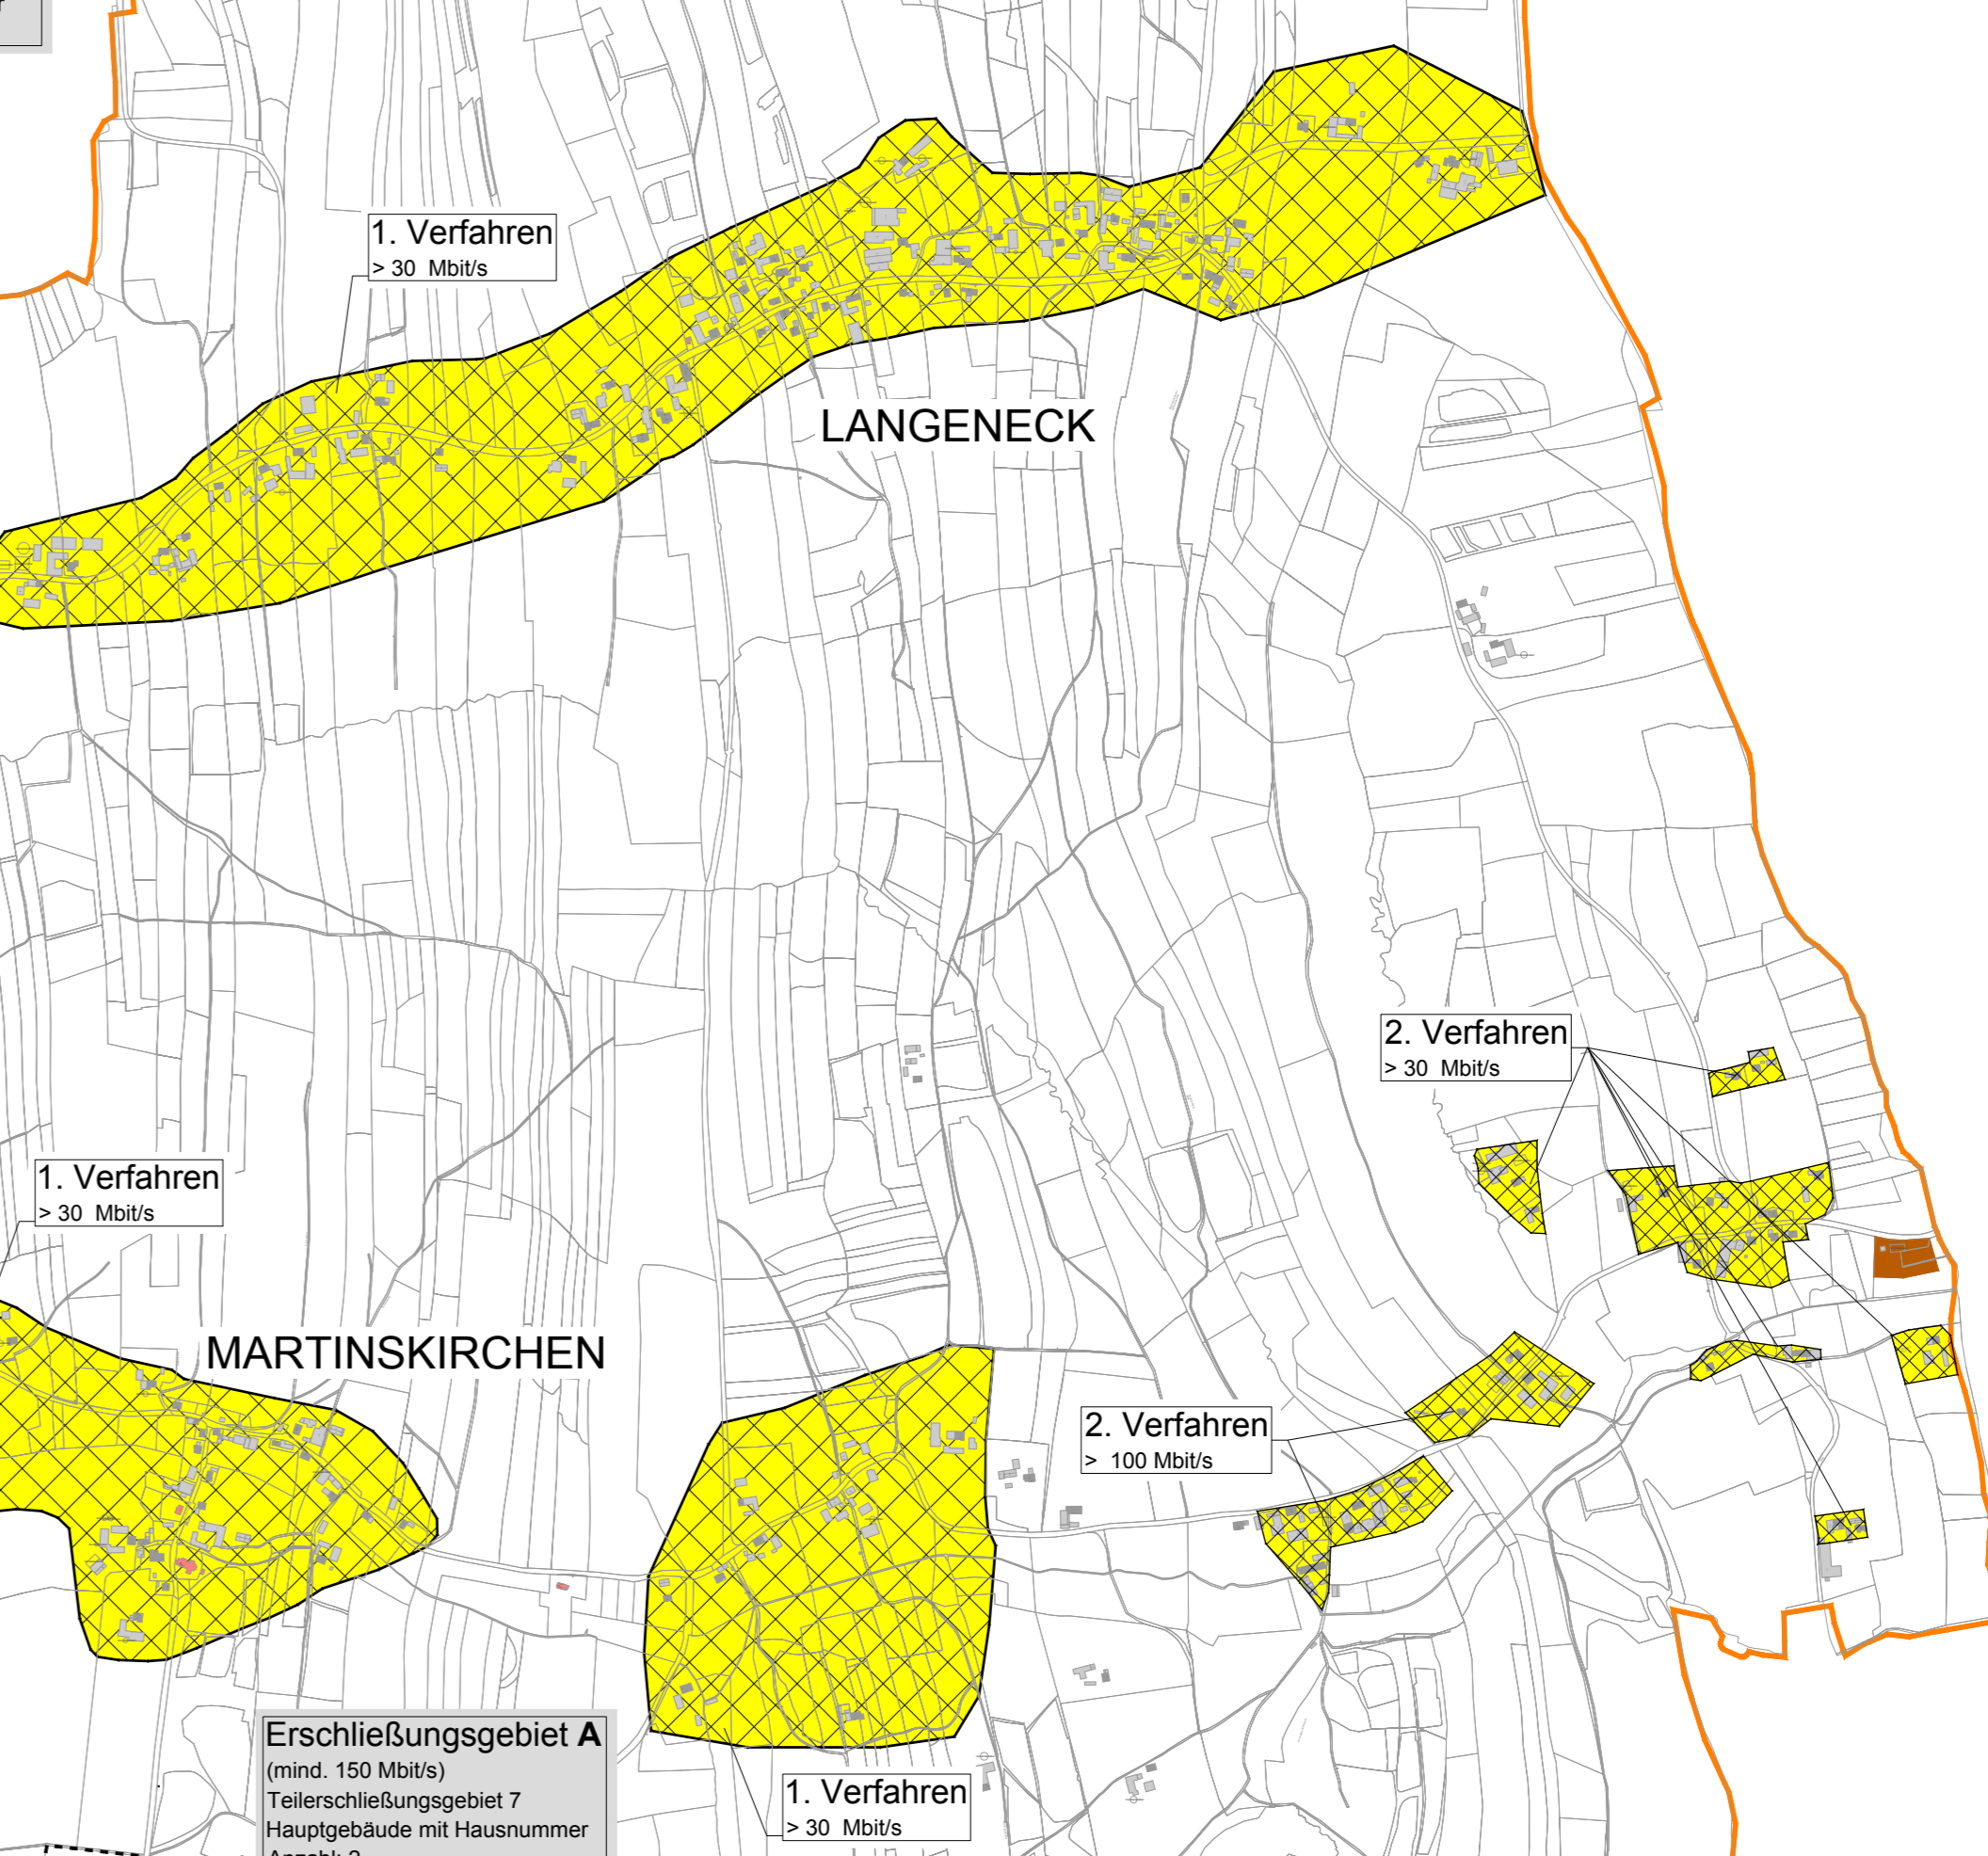 1. Verfahren
> 30 Mbit/s
LANGENECK
2. Verfahren
> 30 Mbit/s
1. Verfahren
> 30 Mbit/s
MARTINSKIRCHEN
2. Verfahren
> 100 Mbit/s
Erschließungsgebiet A
(mind. 150 Mbit/s)
Teilerschließungsgebiet 7
Hauptgebäude mit Hausnummer
1. Verfahren
> 30 Mbit/s